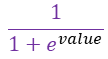 1
1 + e^value